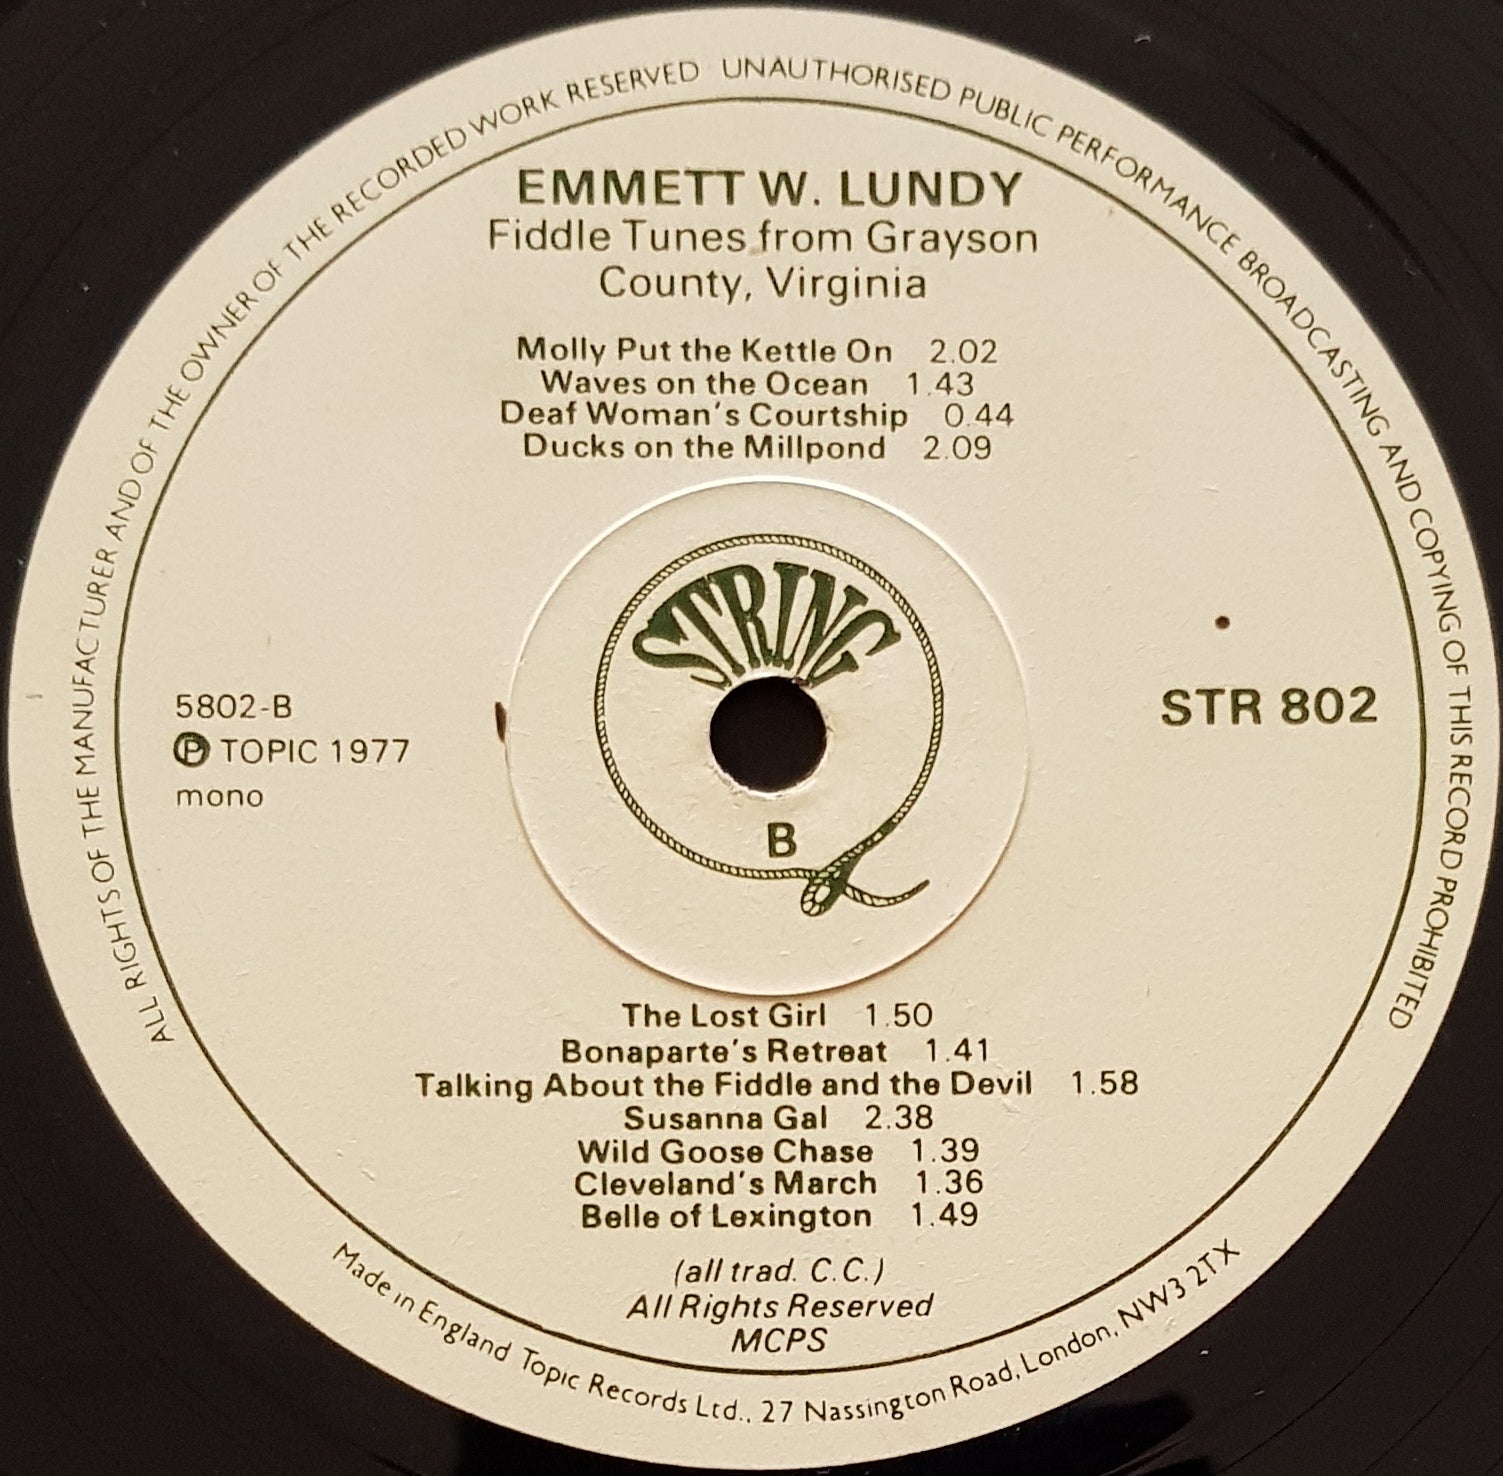 ALL RIGHTS OF THE MANUFACTURER AND OF THE OWNER OF THE RECORDED WORK RESERVED UNAUTHORISED PUBLIC PERFORMANCE BROADCASTING AND COPYING OF THIS RECORD PROHIBITED
EMMETT W. LUNDY
Fiddle Tunes from Grayson
County, Virginia
Molly Put the Kettle On 2.02
Waves on the Ocean 1.43
Deaf Woman's Courtship 0.44
Ducks on the Millpond 2.09
STRING
5802-B
Ⓟ TOPIC 1977
mono
STR 802
B
The Lost Girl 1.50
Bonaparte's Retreat 1.41
Talking About the Fiddle and the Devil 1.58
Susanna Gal 2.38
Wild Goose Chase 1.39
Cleveland's March 1.36
Belle of Lexington 1.49
(all trad. C.C.)
All Rights Reserved
MCPS
Made in England Topic Records Ltd., 27 Nassington Road, London, NW3 2TX